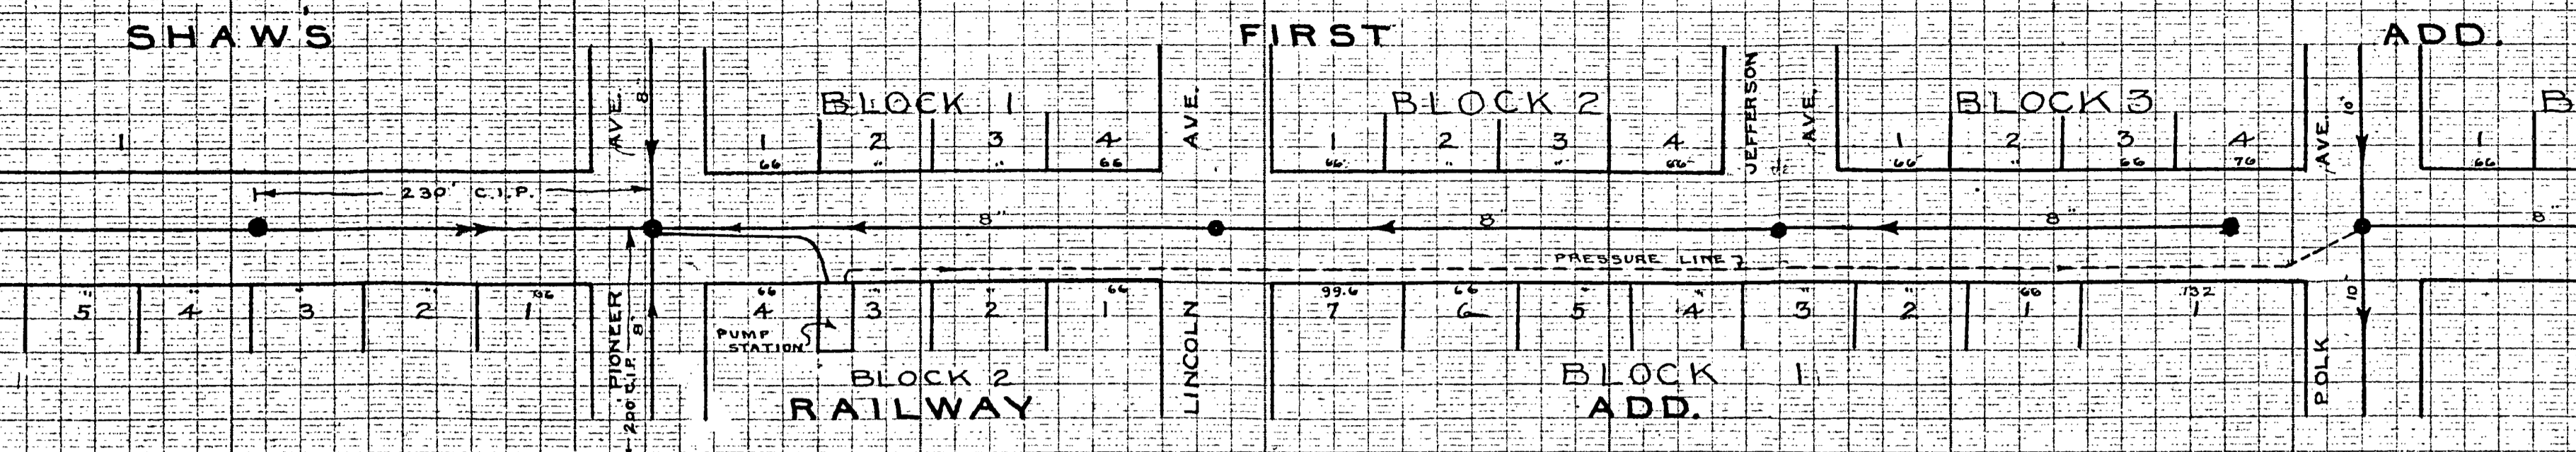 SHAW'S FIRST ADD.
BLOCK 1 BLOCK 2 BLOCK 3 B
1 1 2 3 4 1 2 3 4 1 2 3 4 1
66 " " 66 66 " " 66 66 " 66 76 66
AVE. 8"
AVE.
JEFFERSON AVE.
AVE. 10"
230' C.I.P.
8" 8" 8" 8"
PRESSURE LINE
66 66 66 99.6 66 " " " " 66 132
5 4 3 2 1 4 3 2 1 7 6 5 4 3 2 1 1
PUMP STATION
PIONEER 8"
200' C.I.P.
LINCOLN
POLK 10"
BLOCK 2 BLOCK 1
RAILWAY ADD.